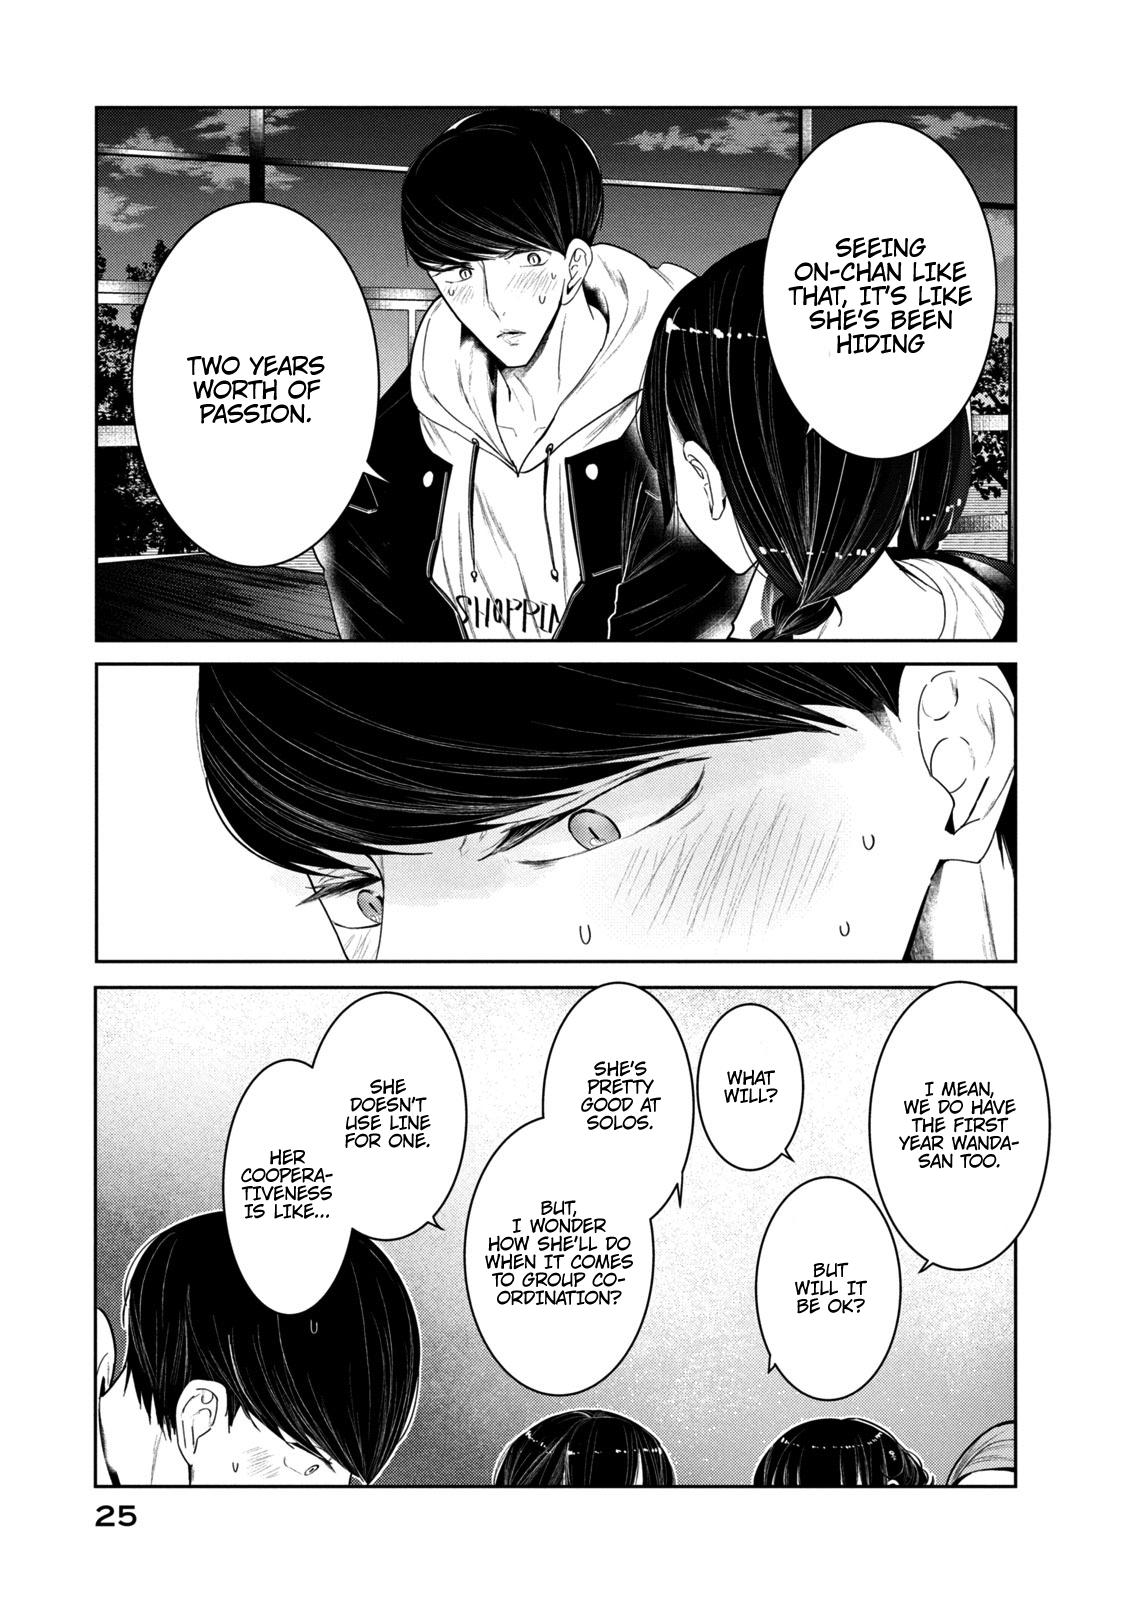 SEEING
ON-CHAN LIKE
THAT, IT'S LIKE
SHE'S BEEN
HIDING
TWO YEARS
WORTH OF
PASSION.
SHOPPIN
I MEAN,
WE DO HAVE
THE FIRST
YEAR WANDA-
SAN TOO.
WHAT
WILL?
BUT
WILL IT
BE OK?
SHE'S
PRETTY
GOOD AT
SOLOS.
BUT,
I WONDER
HOW SHE'LL DO
WHEN IT COMES
TO GROUP CO-
ORDINATION?
SHE
DOESN'T
USE LINE
FOR ONE.
HER
COOPERA-
TIVENESS
IS LIKE...
25